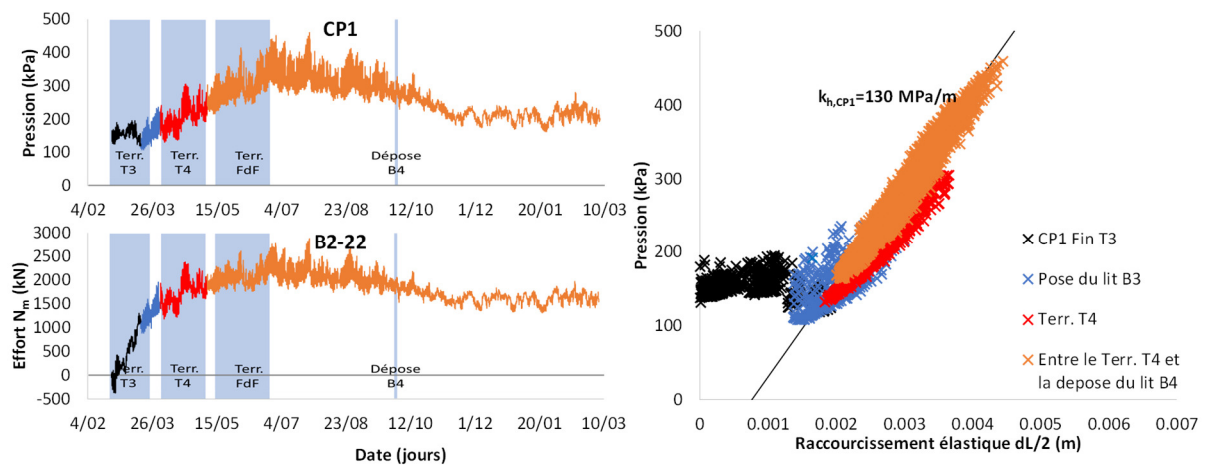 CP1
Pression (kPa)
500
400
300
200
100
0
Terr. T3
Terr. T4
Terr. FdF
Dépose B4
4/02 26/03 15/05 4/07 23/08 12/10 1/12 20/01 10/03
B2-22
Effort Nm (kN)
3000
2500
2000
1500
1000
500
0
-500
Terr. T3
Terr. T4
Terr. FdF
Dépose B4
4/02 26/03 15/05 4/07 23/08 12/10 1/12 20/01 10/03
Date (jours)
Pression (kPa)
500
400
300
200
100
0
kh,CP1=130 MPa/m
CP1 Fin T3
Pose du lit B3
Terr. T4
Entre le Terr. T4 et
la depose du lit B4
0 0.001 0.002 0.003 0.004 0.005 0.006 0.007
Raccourcissement élastique dL/2 (m)